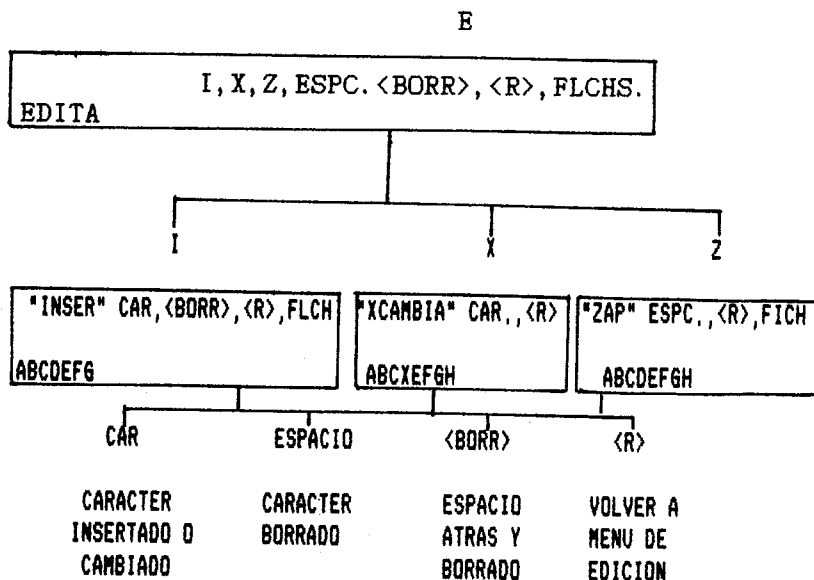 E
I,X,Z,ESPC.<BORR>,<R>,FLCHS.
EDITA
I X Z
"INSER" CAR,<BORR>,<R>,FLCH
ABCDEFG
"XCAMBIA" CAR.,<R>
ABCXEFGH
"ZAP" ESPC.,<R>,FICH
ABCDEFGH
CAR ESPACIO <BORR> <R>
CARACTER
INSERTADO O
CAMBIADO
CARACTER
BORRADO
ESPACIO
ATRAS Y
BORRADO
VOLVER A
MENU DE
EDICION